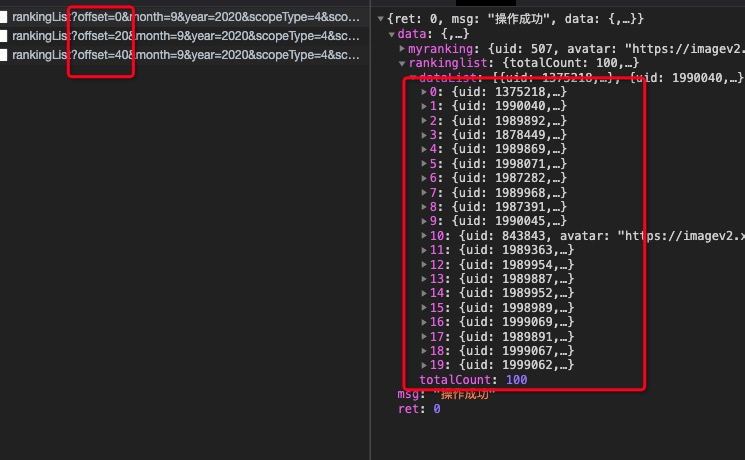 rankingList?offset=0&month=9&year=2020&scopeType=4&sco…
rankingList?offset=20&month=9&year=2020&scopeType=4&sc…
rankingList?offset=40&month=9&year=2020&scopeType=4&sc…
{ret: 0, msg: "操作成功", data: {,…}}
data: {,…}
myranking: {uid: 507, avatar: "https://imagev2.
rankinglist: {totalCount: 100,…}
dataList: [{uid: 1375218,…}, {uid: 1990040,…
0: {uid: 1375218,…}
1: {uid: 1990040,…}
2: {uid: 1989892,…}
3: {uid: 1878449,…}
4: {uid: 1989869,…}
5: {uid: 1998071,…}
6: {uid: 1987282,…}
7: {uid: 1989968,…}
8: {uid: 1987391,…}
9: {uid: 1990045,…}
10: {uid: 843843, avatar: "https://imagev2.x
11: {uid: 1989363,…}
12: {uid: 1989954,…}
13: {uid: 1989887,…}
14: {uid: 1989952,…}
15: {uid: 1998989,…}
16: {uid: 1999069,…}
17: {uid: 1989891,…}
18: {uid: 1999067,…}
19: {uid: 1999062,…}
totalCount: 100
msg: "操作成功"
ret: 0